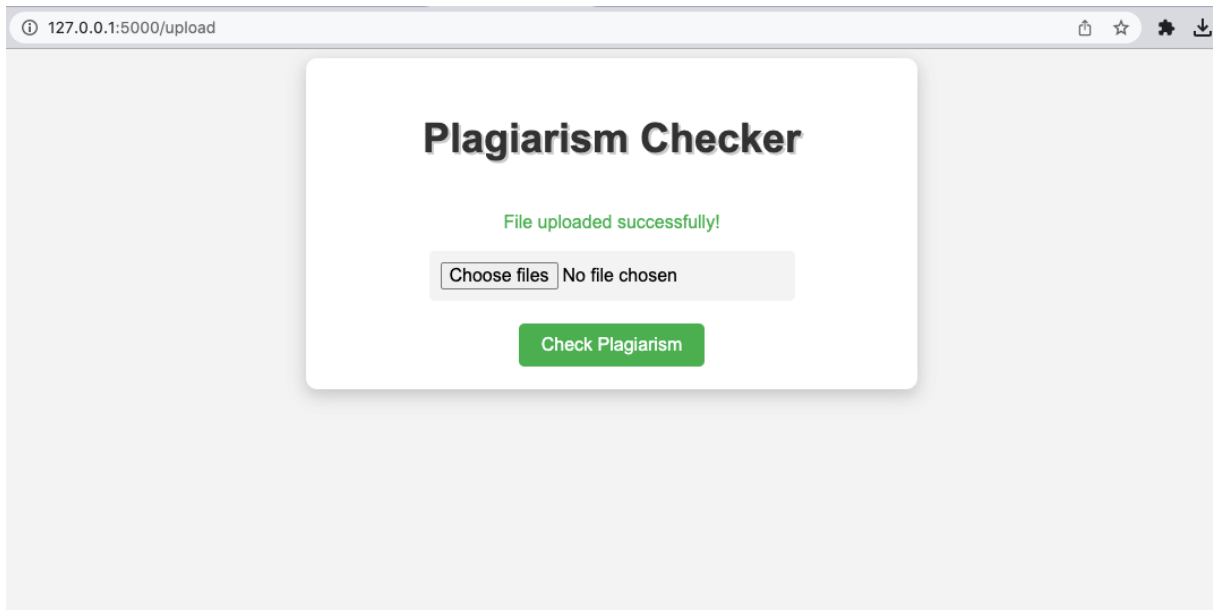 127.0.0.1:5000/upload
Plagiarism Checker
File uploaded successfully!
Choose files No file chosen
Check Plagiarism